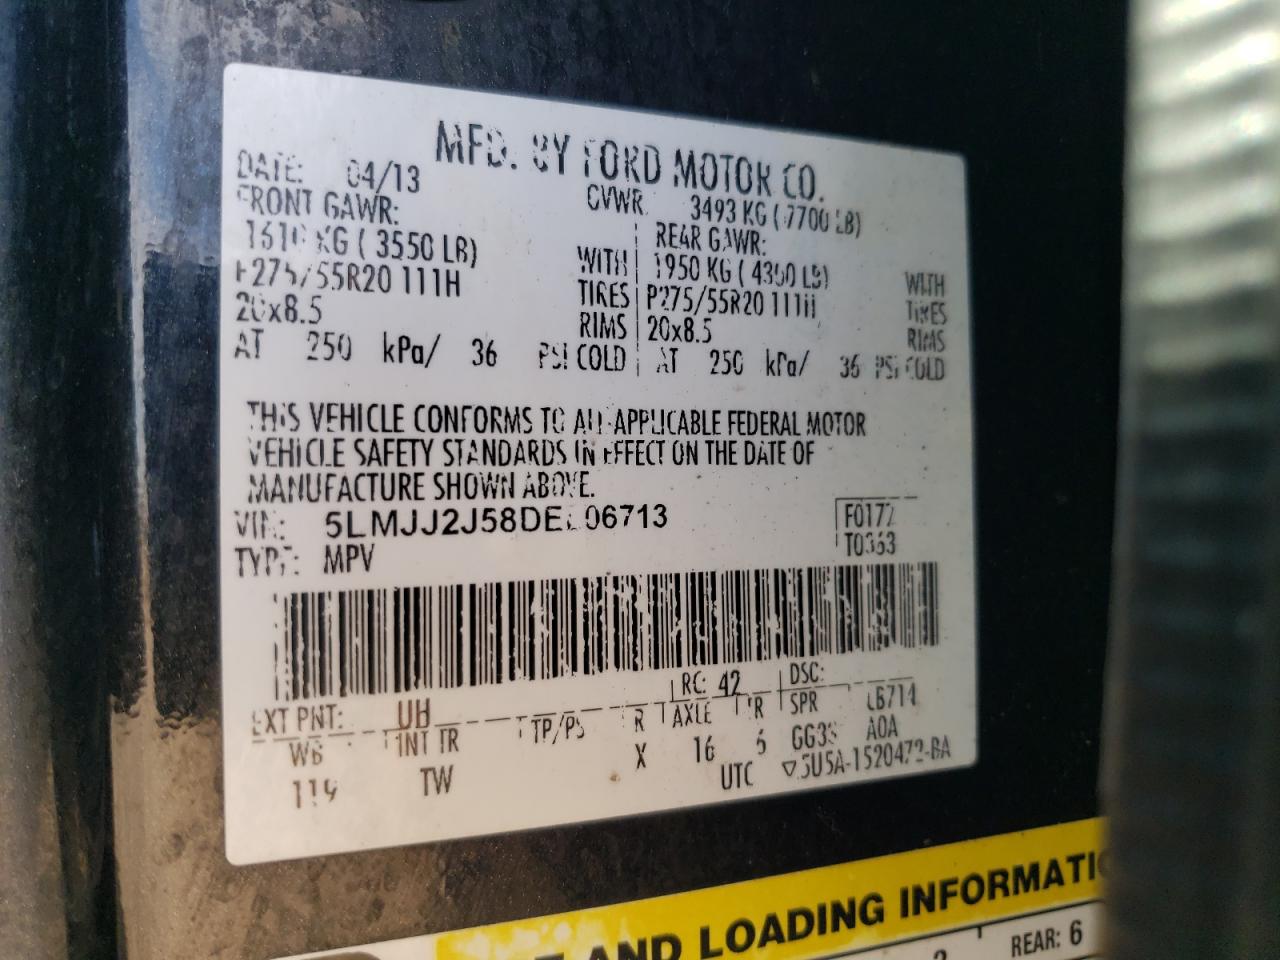 MFD. BY FORD MOTOR CO.
DATE: 04/13 GVWR 3493 KG ( 7700 LB)
FRONT GAWR: REAR GAWR:
KG ( 3550 LB) WITH 1950 KG ( LB) WITH
P275/55R20 111H TIRES P275/55R20 111H TIRES
20x8.5 RIMS 20x8.5 RIMS
AT 250 kPa/ 36 PSI COLD AT 250 kPa/ 36 PSI COLD
THIS VEHICLE CONFORMS TO ALL APPLICABLE FEDERAL MOTOR
VEHICLE SAFETY STANDARDS IN EFFECT ON THE DATE OF
MANUFACTURE SHOWN ABOVE.
VIN: F0172
TYPE: MPV
EXT PNT: UH RC: 42 DSC:
WB INT TR TP/PS R AXLE TR SPR
119 TW X 16 6 A0A
UTC
AND LOADING INFORMATI
REAR: 6